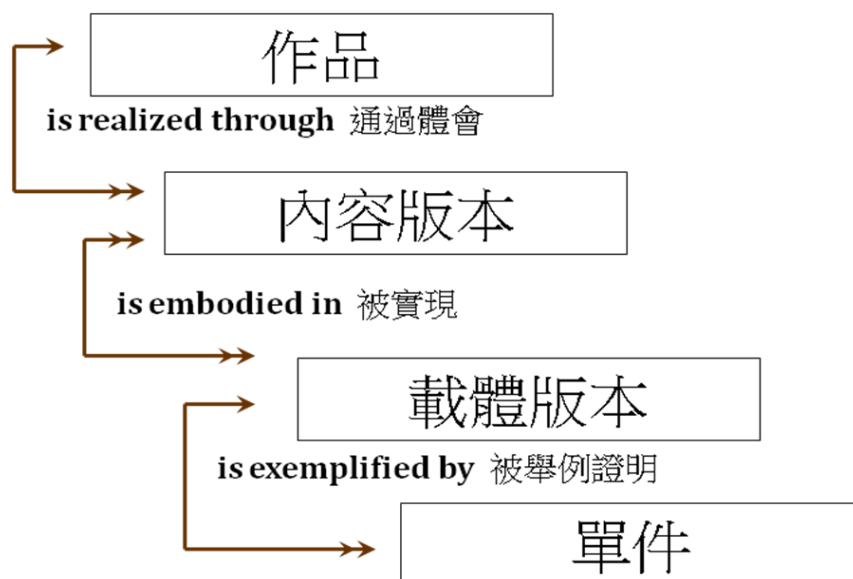 作品
is realized through 通過體會
內容版本
is embodied in 被實現
載體版本
is exemplified by 被舉例證明
單件